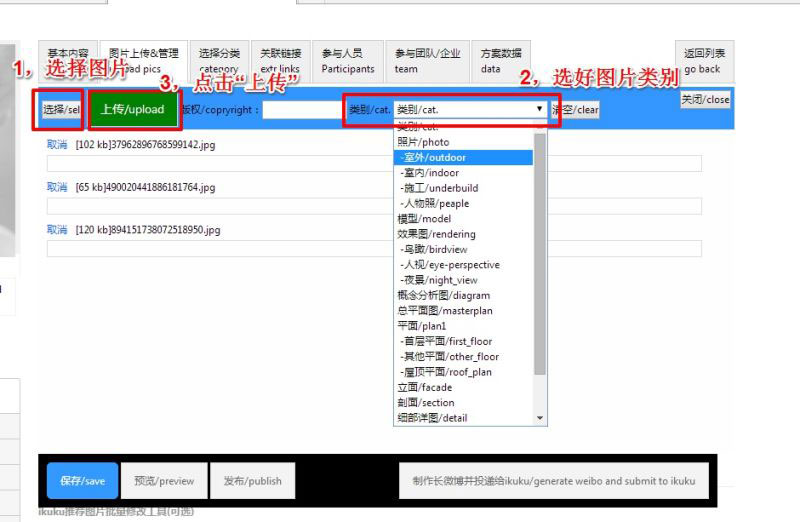 基本内容
图片上传&管理
upload pics
选择分类
category
关联链接
extr links
参与人员
Participants
参与团队/企业
team
方案数据
data
返回列表
go back
1，选择图片
3，点击“上传”
2，选好图片类别
选择/sel
上传/upload
版权/copryright：
类别/cat.
类别/cat.
清空/clear
关闭/close
类别/cat.
照片/photo
-室外/outdoor
-室内/indoor
-施工/underbuild
-人物照/peaple
模型/model
效果图/rendering
-鸟瞰/birdview
-人视/eye-perspective
-夜景/night_view
概念分析图/diagram
总平面图/masterplan
平面/plan1
-首层平面/first_floor
-其他平面/other_floor
-屋顶平面/roof_plan
立面/facade
剖面/section
细部详图/detail
取消 [102 kb]37962896768599142.jpg
取消 [65 kb]490020441886181764.jpg
取消 [120 kb]894151738072518950.jpg
保存/save
预览/preview
发布/publish
制作长微博并投递给ikuku/generate weibo and submit to ikuku
ikuku推荐图片批量修改工具(可选)